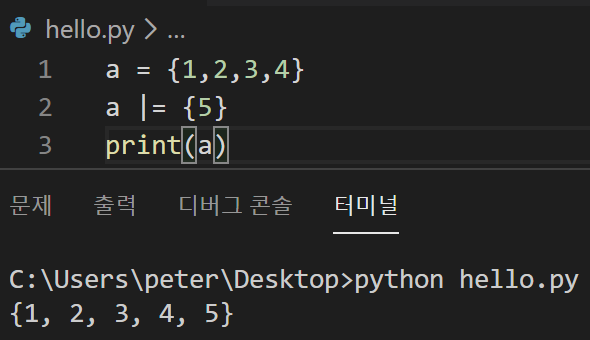 hello.py > ...
1 a = {1,2,3,4}
2 a |= {5}
3 print(a)
문제 출력 디버그 콘솔 터미널
C:\Users\peter\Desktop>python hello.py
{1, 2, 3, 4, 5}